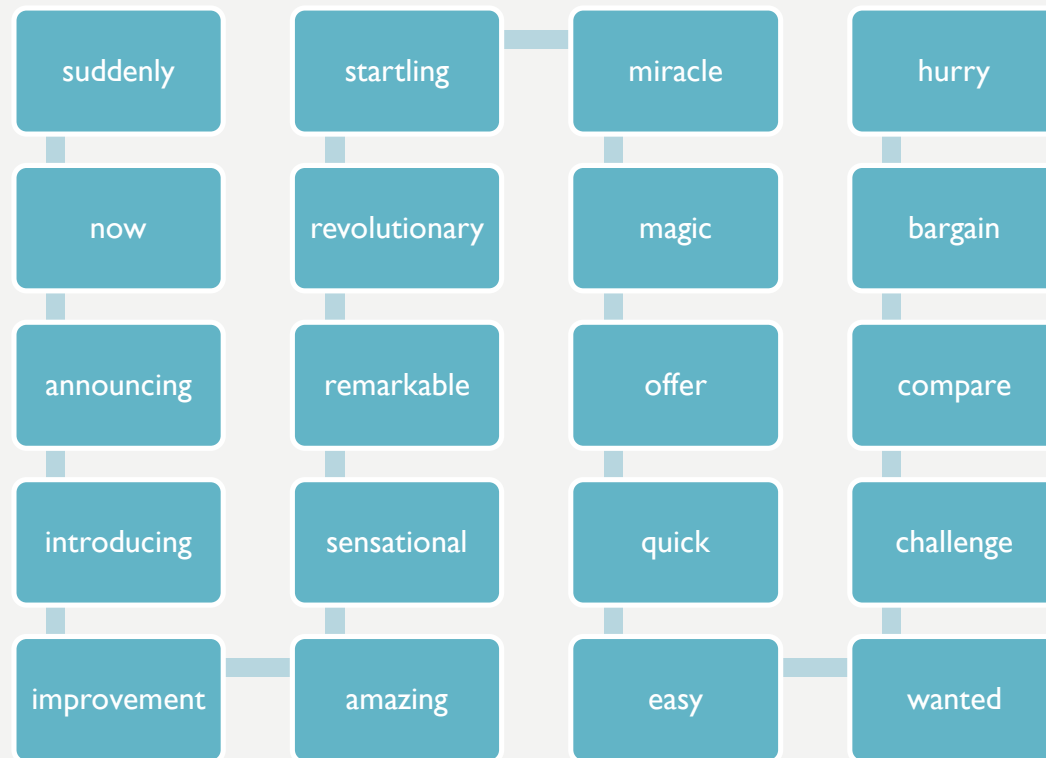 suddenly
now
announcing
introducing
improvement
amazing
sensational
remarkable
revolutionary
startling
miracle
magic
offer
quick
easy
wanted
challenge
compare
bargain
hurry